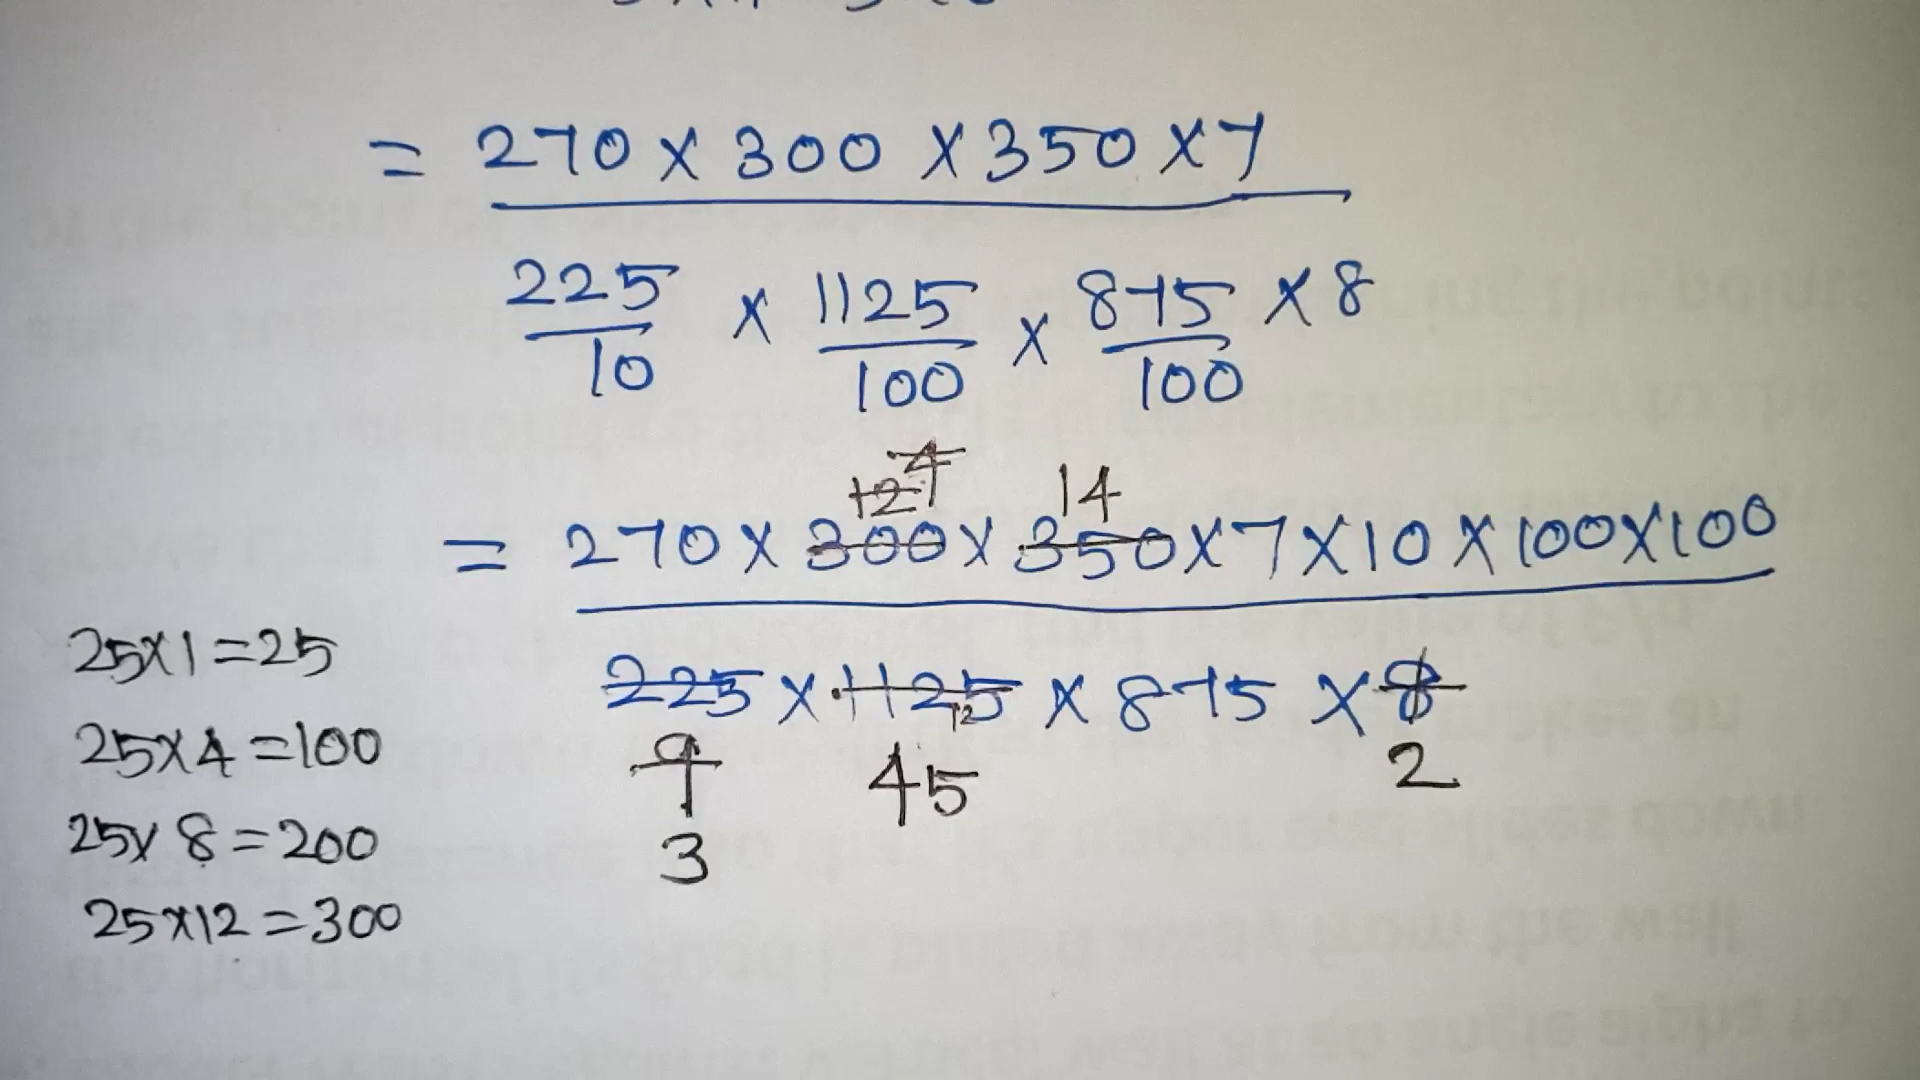 = 270 x 300 x 350 x 7
225 x 1125 x 875 x 8
10 100 100
12 4 14
= 270 x 300 x 350 x 7 x 10 x 100 x 100
25x1=25
225 x 1125 x 875 x 8
12
25x4=100
9 45 2
25x8=200
3
25x12=300